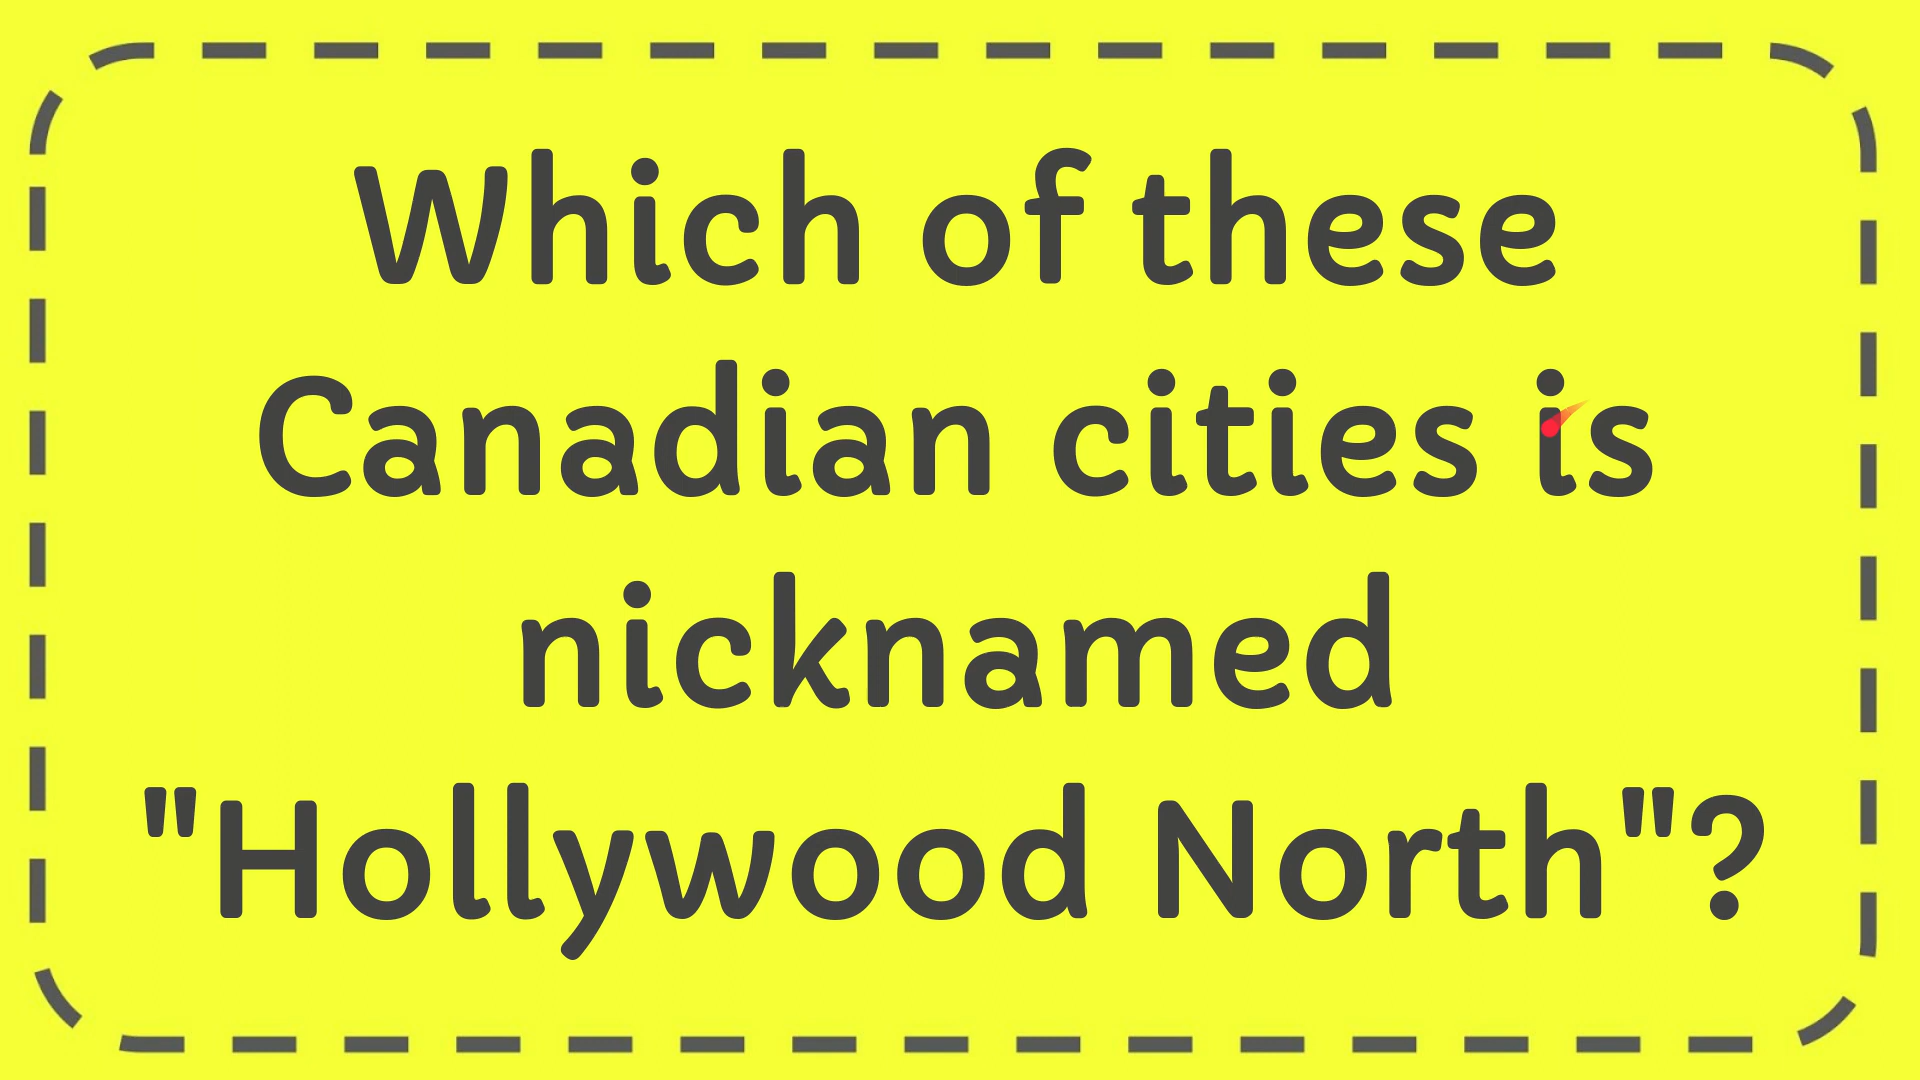 Which of these
Canadian cities is
nicknamed
"Hollywood North"?